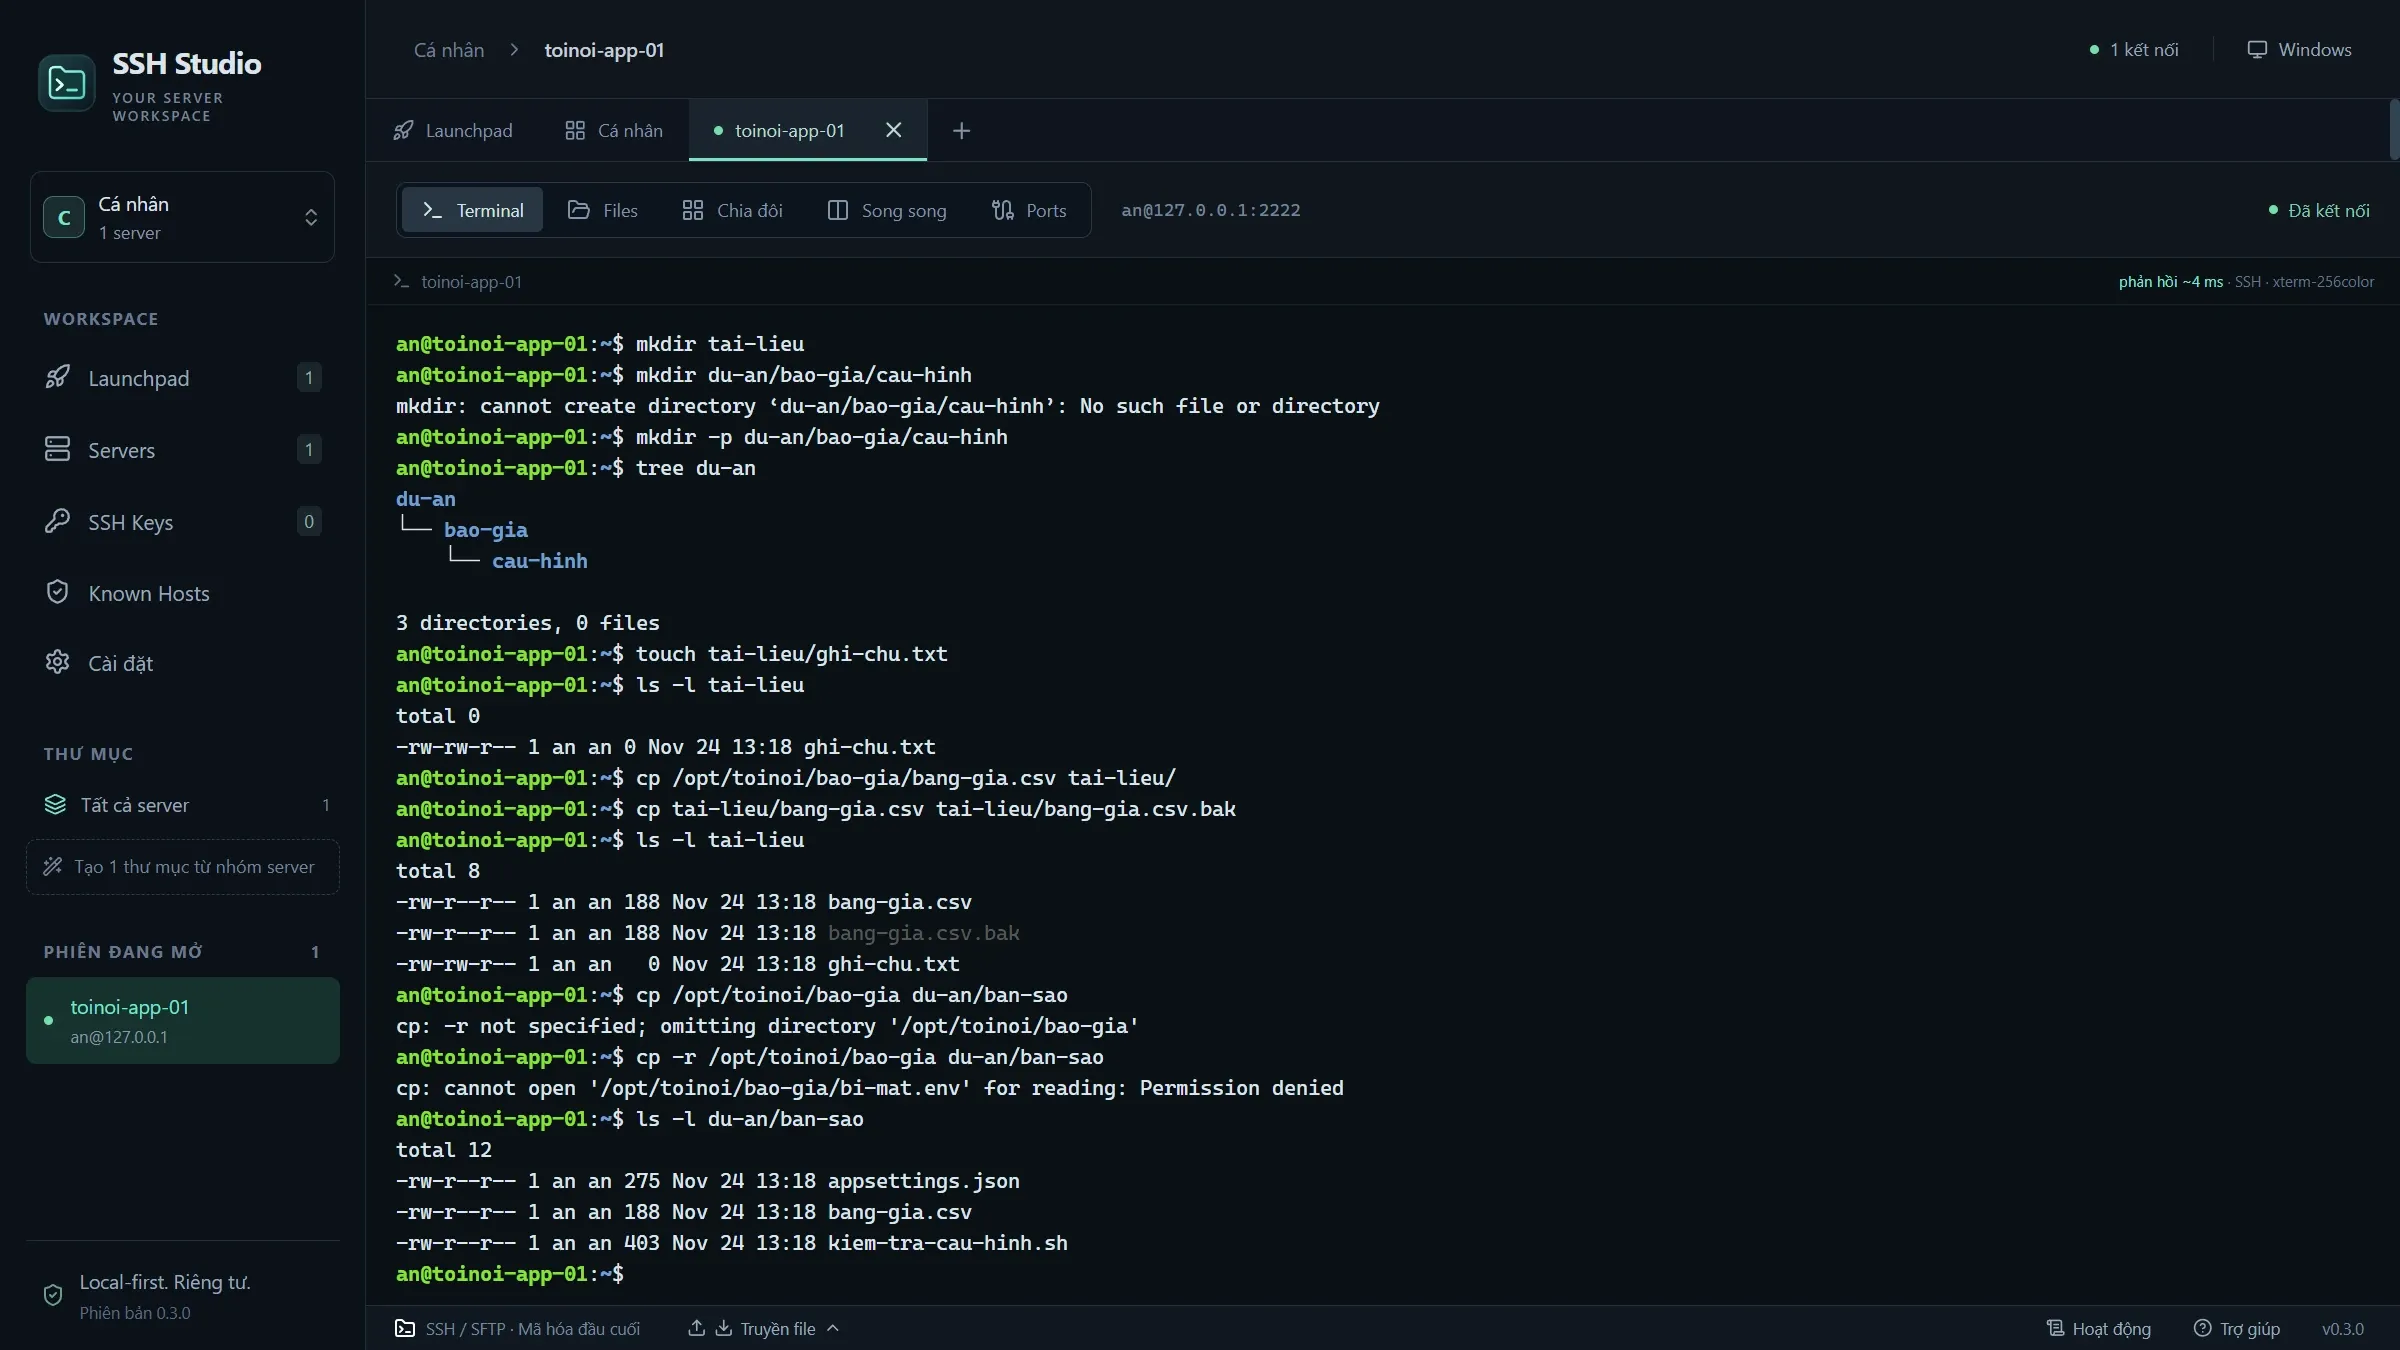 SSH Studio
YOUR SERVER
WORKSPACE
C
Cá nhân
1 server
WORKSPACE
Launchpad 1
Servers 1
SSH Keys 0
Known Hosts
Cài đặt
THƯ MỤC
Tất cả server 1
Tạo 1 thư mục từ nhóm server
PHIÊN ĐANG MỞ 1
toinoi-app-01
an@127.0.0.1
Local-first. Riêng tư.
Phiên bản 0.3.0
Cá nhân > toinoi-app-01
1 kết nối
Windows
Launchpad
Cá nhân
toinoi-app-01
Terminal
Files
Chia đôi
Song song
Ports
an@127.0.0.1:2222
Đã kết nối
toinoi-app-01
phản hồi ~4 ms · SSH · xterm-256color
an@toinoi-app-01:~$ mkdir tai-lieu
an@toinoi-app-01:~$ mkdir du-an/bao-gia/cau-hinh
mkdir: cannot create directory ‘du-an/bao-gia/cau-hinh’: No such file or directory
an@toinoi-app-01:~$ mkdir -p du-an/bao-gia/cau-hinh
an@toinoi-app-01:~$ tree du-an
du-an
└── bao-gia
    └── cau-hinh
3 directories, 0 files
an@toinoi-app-01:~$ touch tai-lieu/ghi-chu.txt
an@toinoi-app-01:~$ ls -l tai-lieu
total 0
-rw-rw-r-- 1 an an 0 Nov 24 13:18 ghi-chu.txt
an@toinoi-app-01:~$ cp /opt/toinoi/bao-gia/bang-gia.csv tai-lieu/
an@toinoi-app-01:~$ cp tai-lieu/bang-gia.csv tai-lieu/bang-gia.csv.bak
an@toinoi-app-01:~$ ls -l tai-lieu
total 8
-rw-r--r-- 1 an an 188 Nov 24 13:18 bang-gia.csv
-rw-r--r-- 1 an an 188 Nov 24 13:18 bang-gia.csv.bak
-rw-rw-r-- 1 an an   0 Nov 24 13:18 ghi-chu.txt
an@toinoi-app-01:~$ cp /opt/toinoi/bao-gia du-an/ban-sao
cp: -r not specified; omitting directory '/opt/toinoi/bao-gia'
an@toinoi-app-01:~$ cp -r /opt/toinoi/bao-gia du-an/ban-sao
cp: cannot open '/opt/toinoi/bao-gia/bi-mat.env' for reading: Permission denied
an@toinoi-app-01:~$ ls -l du-an/ban-sao
total 12
-rw-r--r-- 1 an an 275 Nov 24 13:18 appsettings.json
-rw-r--r-- 1 an an 188 Nov 24 13:18 bang-gia.csv
-rw-r--r-- 1 an an 403 Nov 24 13:18 kiem-tra-cau-hinh.sh
an@toinoi-app-01:~$
SSH / SFTP · Mã hóa đầu cuối
Truyền file
Hoạt động
Trợ giúp
v0.3.0